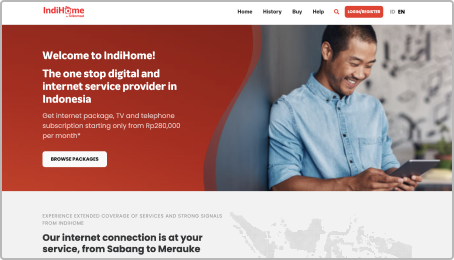 IndiHome
Home History Buy Help LOGIN/REGISTER ID EN
Welcome to IndiHome!
The one stop digital and
internet service provider in
Indonesia
Get internet package, TV and telephone
subscription starting only from Rp280,000
per month*
BROWSE PACKAGES
EXPERIENCE EXTENDED COVERAGE OF SERVICES AND STRONG SIGNALS
FROM INDIHOME
Our internet connection is at your
service, from Sabang to Merauke